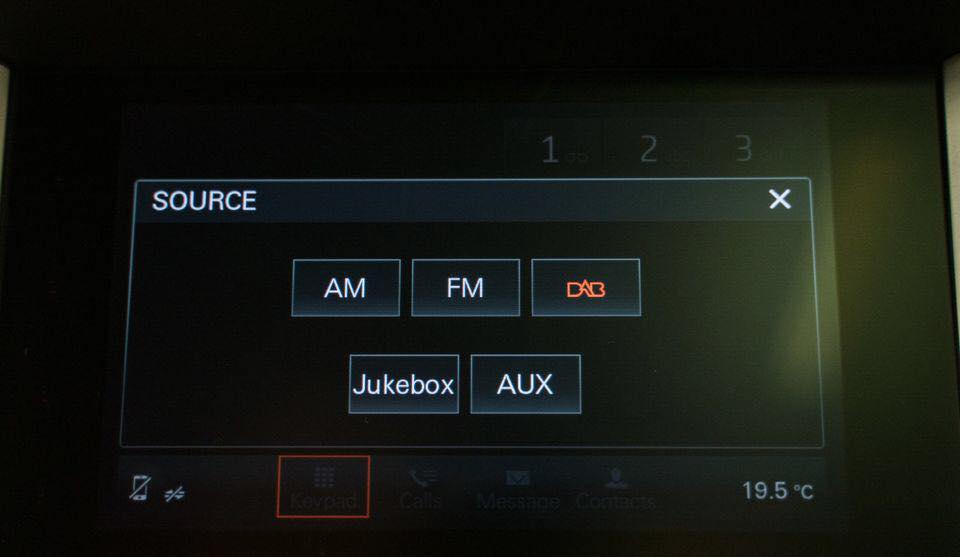 1 2 3
SOURCE
AM FM DAB
Jukebox AUX
Keypad Calls Message Contacts 19.5 °C